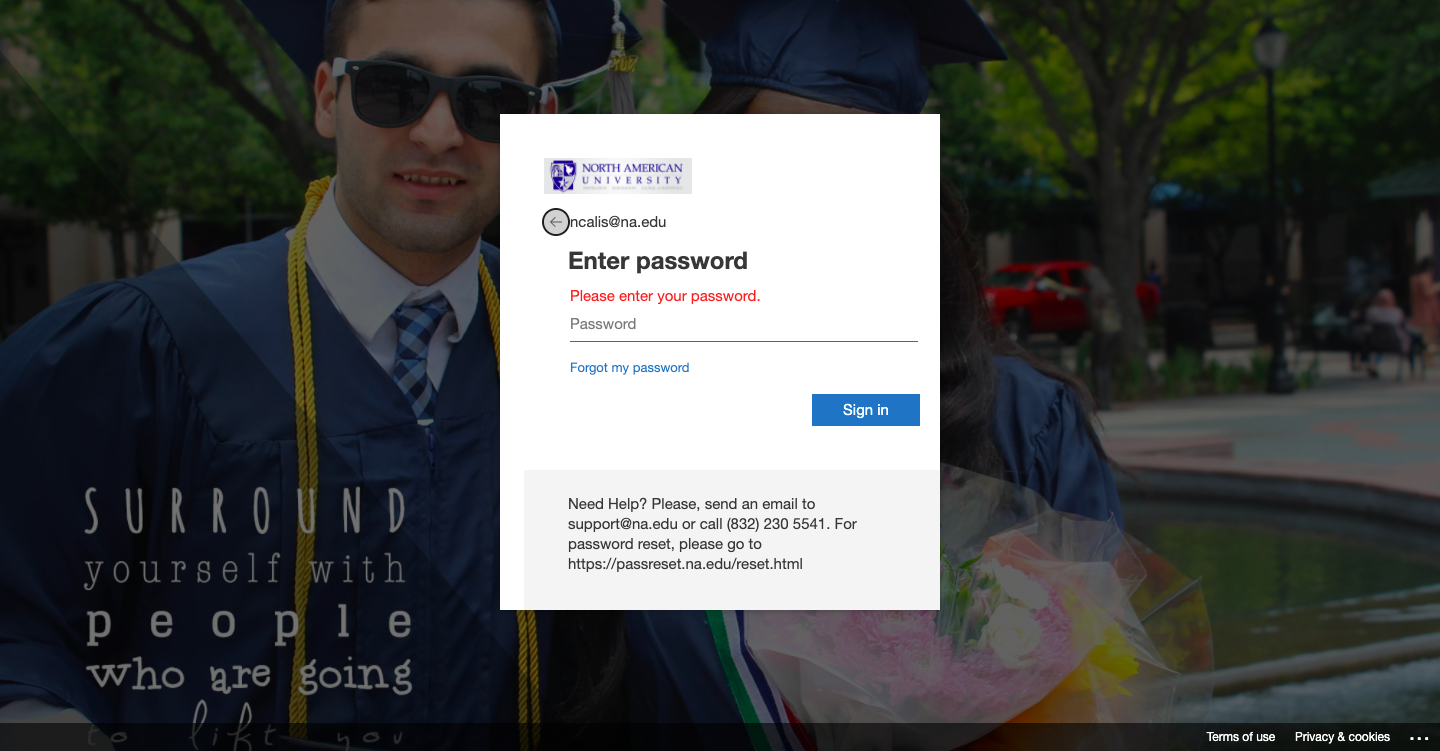 NORTH AMERICAN
UNIVERSITY
ncalis@na.edu
Enter password
Please enter your password.
Password
Forgot my password
Sign in
Need Help? Please, send an email to
support@na.edu or call (832) 230 5541. For
password reset, please go to
https://passreset.na.edu/reset.html
SURROUND
yourself with
people
who are going
to lift you
Terms of use
Privacy & cookies